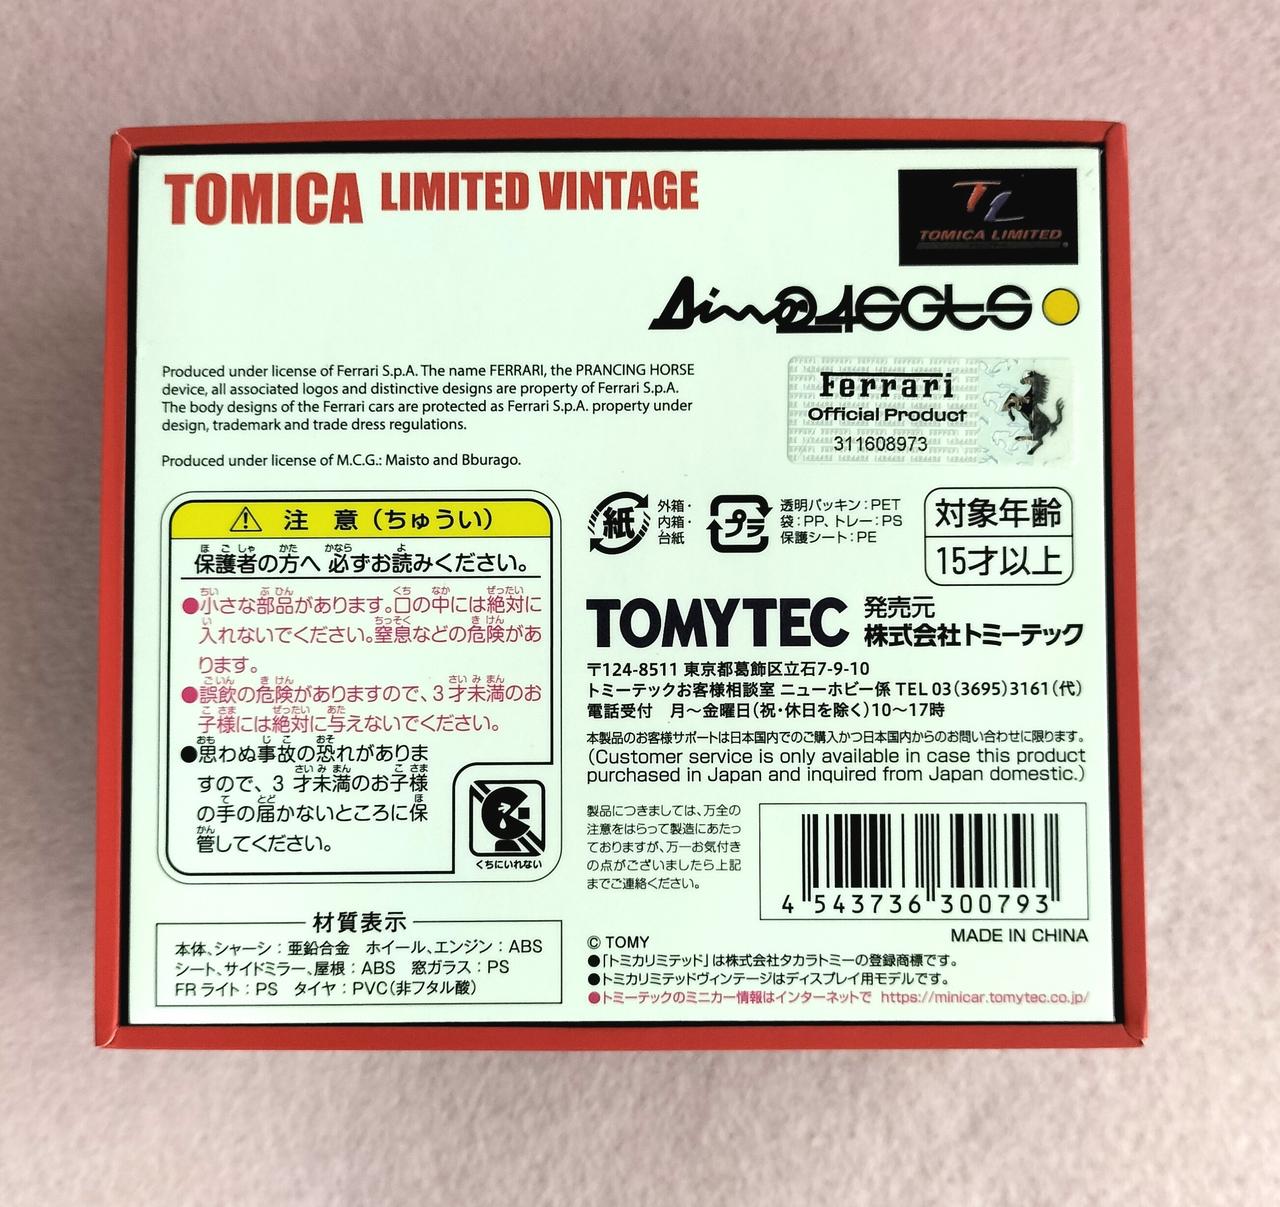 TOMICA LIMITED VINTAGE
TL
TOMICA LIMITED
Dino 246GTS
Produced under license of Ferrari S.p.A. The name FERRARI, the PRANCING HORSE
device, all associated logos and distinctive designs are property of Ferrari S.p.A.
The body designs of the Ferrari cars are protected as Ferrari S.p.A. property under
design, trademark and trade dress regulations.
Produced under license of M.C.G.: Maisto and Bburago.
Ferrari
Official Product
311608973
注 意(ちゅうい)
保護者の方へ 必ずお読みください。
●小さな部品があります。口の中には絶対に
入れないでください。窒息などの危険があ
ります。
●誤飲の危険がありますので、3才未満のお
子様には絶対に与えないでください。
●思わぬ事故の恐れがありま
すので、3才未満のお子様
の手の届かないところに保
管してください。
くちにいれない
材質表示
本体、シャーシ:亜鉛合金 ホイール、エンジン:ABS
シート、サイドミラー、屋根:ABS 窓ガラス:PS
FRライト:PS タイヤ:PVC(非フタル酸)
紙
外箱・
内箱・
台紙
プラ
透明パッキン:PET
袋:PP、トレー:PS
保護シート:PE
対象年齢
15才以上
TOMYTEC
発売元
株式会社トミーテック
〒124-8511 東京都葛飾区立石7-9-10
トミーテックお客様相談室 ニューホビー係 TEL 03(3695)3161(代)
電話受付 月～金曜日(祝・休日を除く)10～17時
本製品のお客様サポートは日本国内でのご購入かつ日本国内からのお問い合わせに限ります。
(Customer service is only available in case this product
purchased in Japan and inquired from Japan domestic.)
製品につきましては、万全の
注意をはらって製造にあたっ
ておりますが、万一お気付き
の点がございましたら上記
までご連絡ください。
4 543736 300793
MADE IN CHINA
© TOMY
●「トミカリミテッド」は株式会社タカラトミーの登録商標です。
●トミカリミテッドヴィンテージはディスプレイ用モデルです。
●トミーテックのミニカー情報はインターネットで https://minicar.tomytec.co.jp/